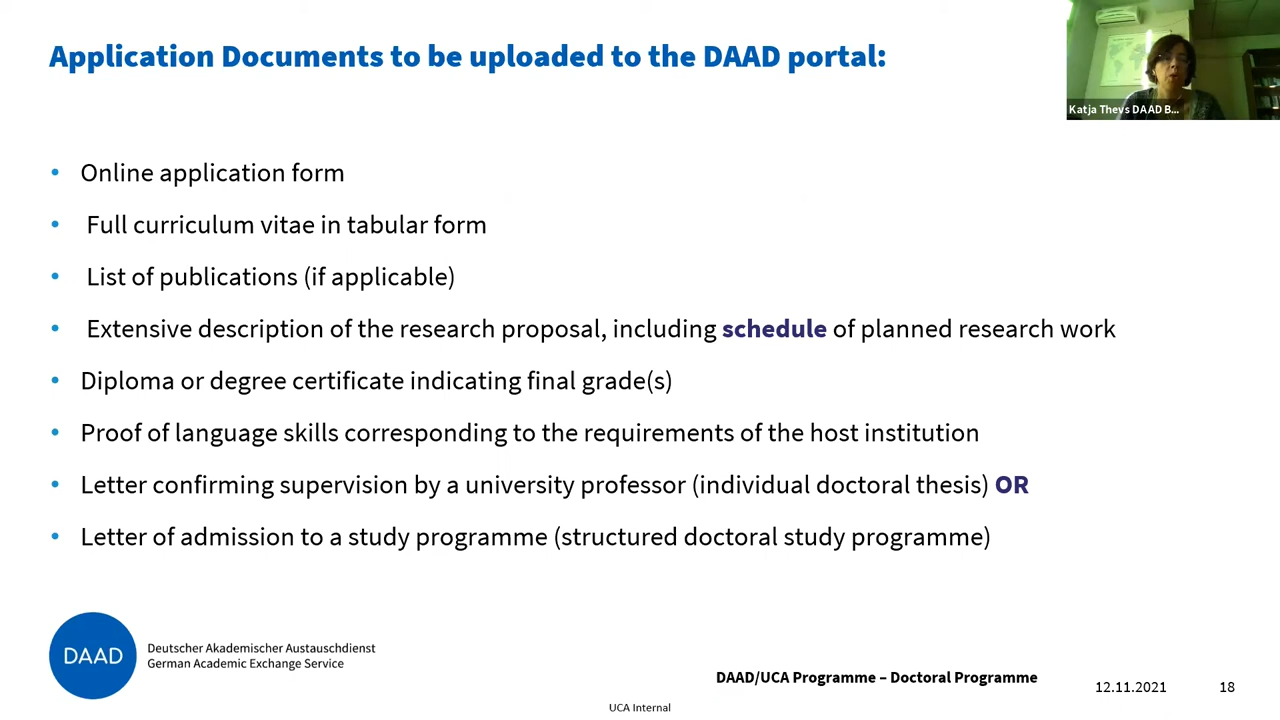 Application Documents to be uploaded to the DAAD portal:
Katja Thevs DAAD B...
• Online application form
• Full curriculum vitae in tabular form
• List of publications (if applicable)
• Extensive description of the research proposal, including schedule of planned research work
• Diploma or degree certificate indicating final grade(s)
• Proof of language skills corresponding to the requirements of the host institution
• Letter confirming supervision by a university professor (individual doctoral thesis) OR
• Letter of admission to a study programme (structured doctoral study programme)
DAAD
Deutscher Akademischer Austauschdienst
German Academic Exchange Service
DAAD/UCA Programme – Doctoral Programme
12.11.2021
18
UCA Internal